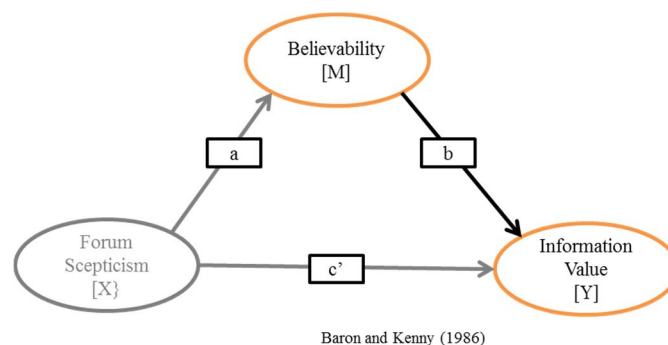 Believability
[M]
a
b
Forum
Scepticism
[X}
c’
Information
Value
[Y]
Baron and Kenny (1986)